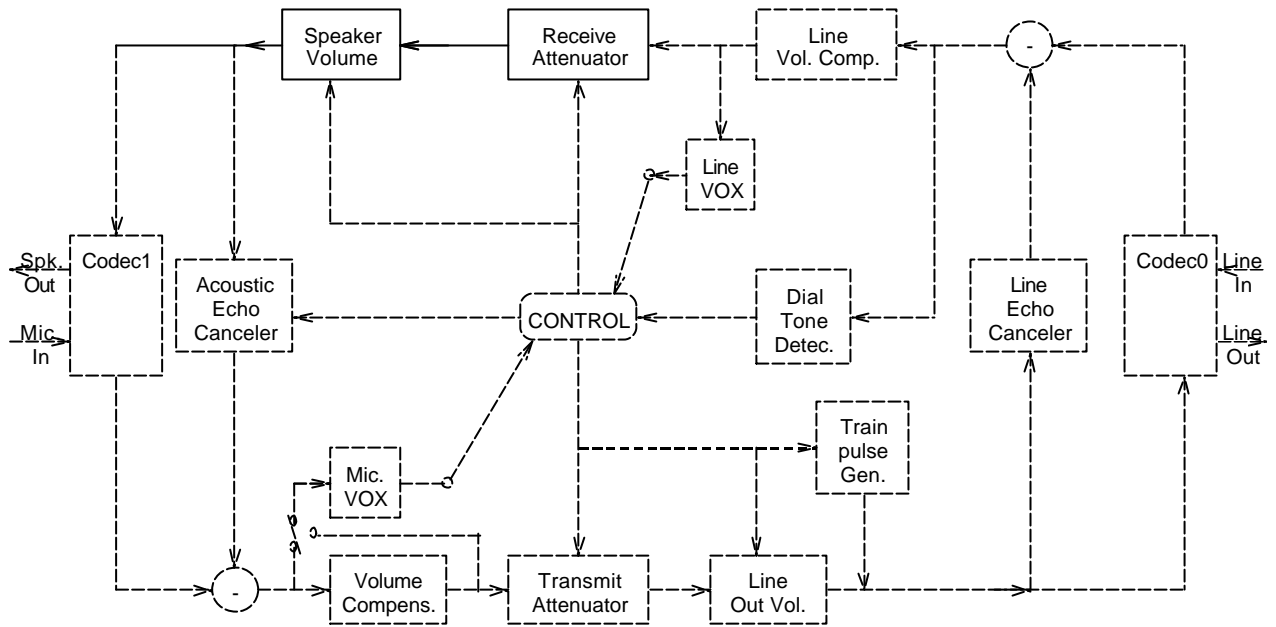 Speaker
Volume
Receive
Attenuator
Line
Vol. Comp.
-
Line
VOX
Spk.
Out
Mic
In
Codec1
Acoustic
Echo
Canceler
CONTROL
Dial
Tone
Detec.
Line
Echo
Canceler
Codec0
Line
In
Line
Out
Mic.
VOX
Train
pulse
Gen.
-
Volume
Compens.
Transmit
Attenuator
Line
Out Vol.